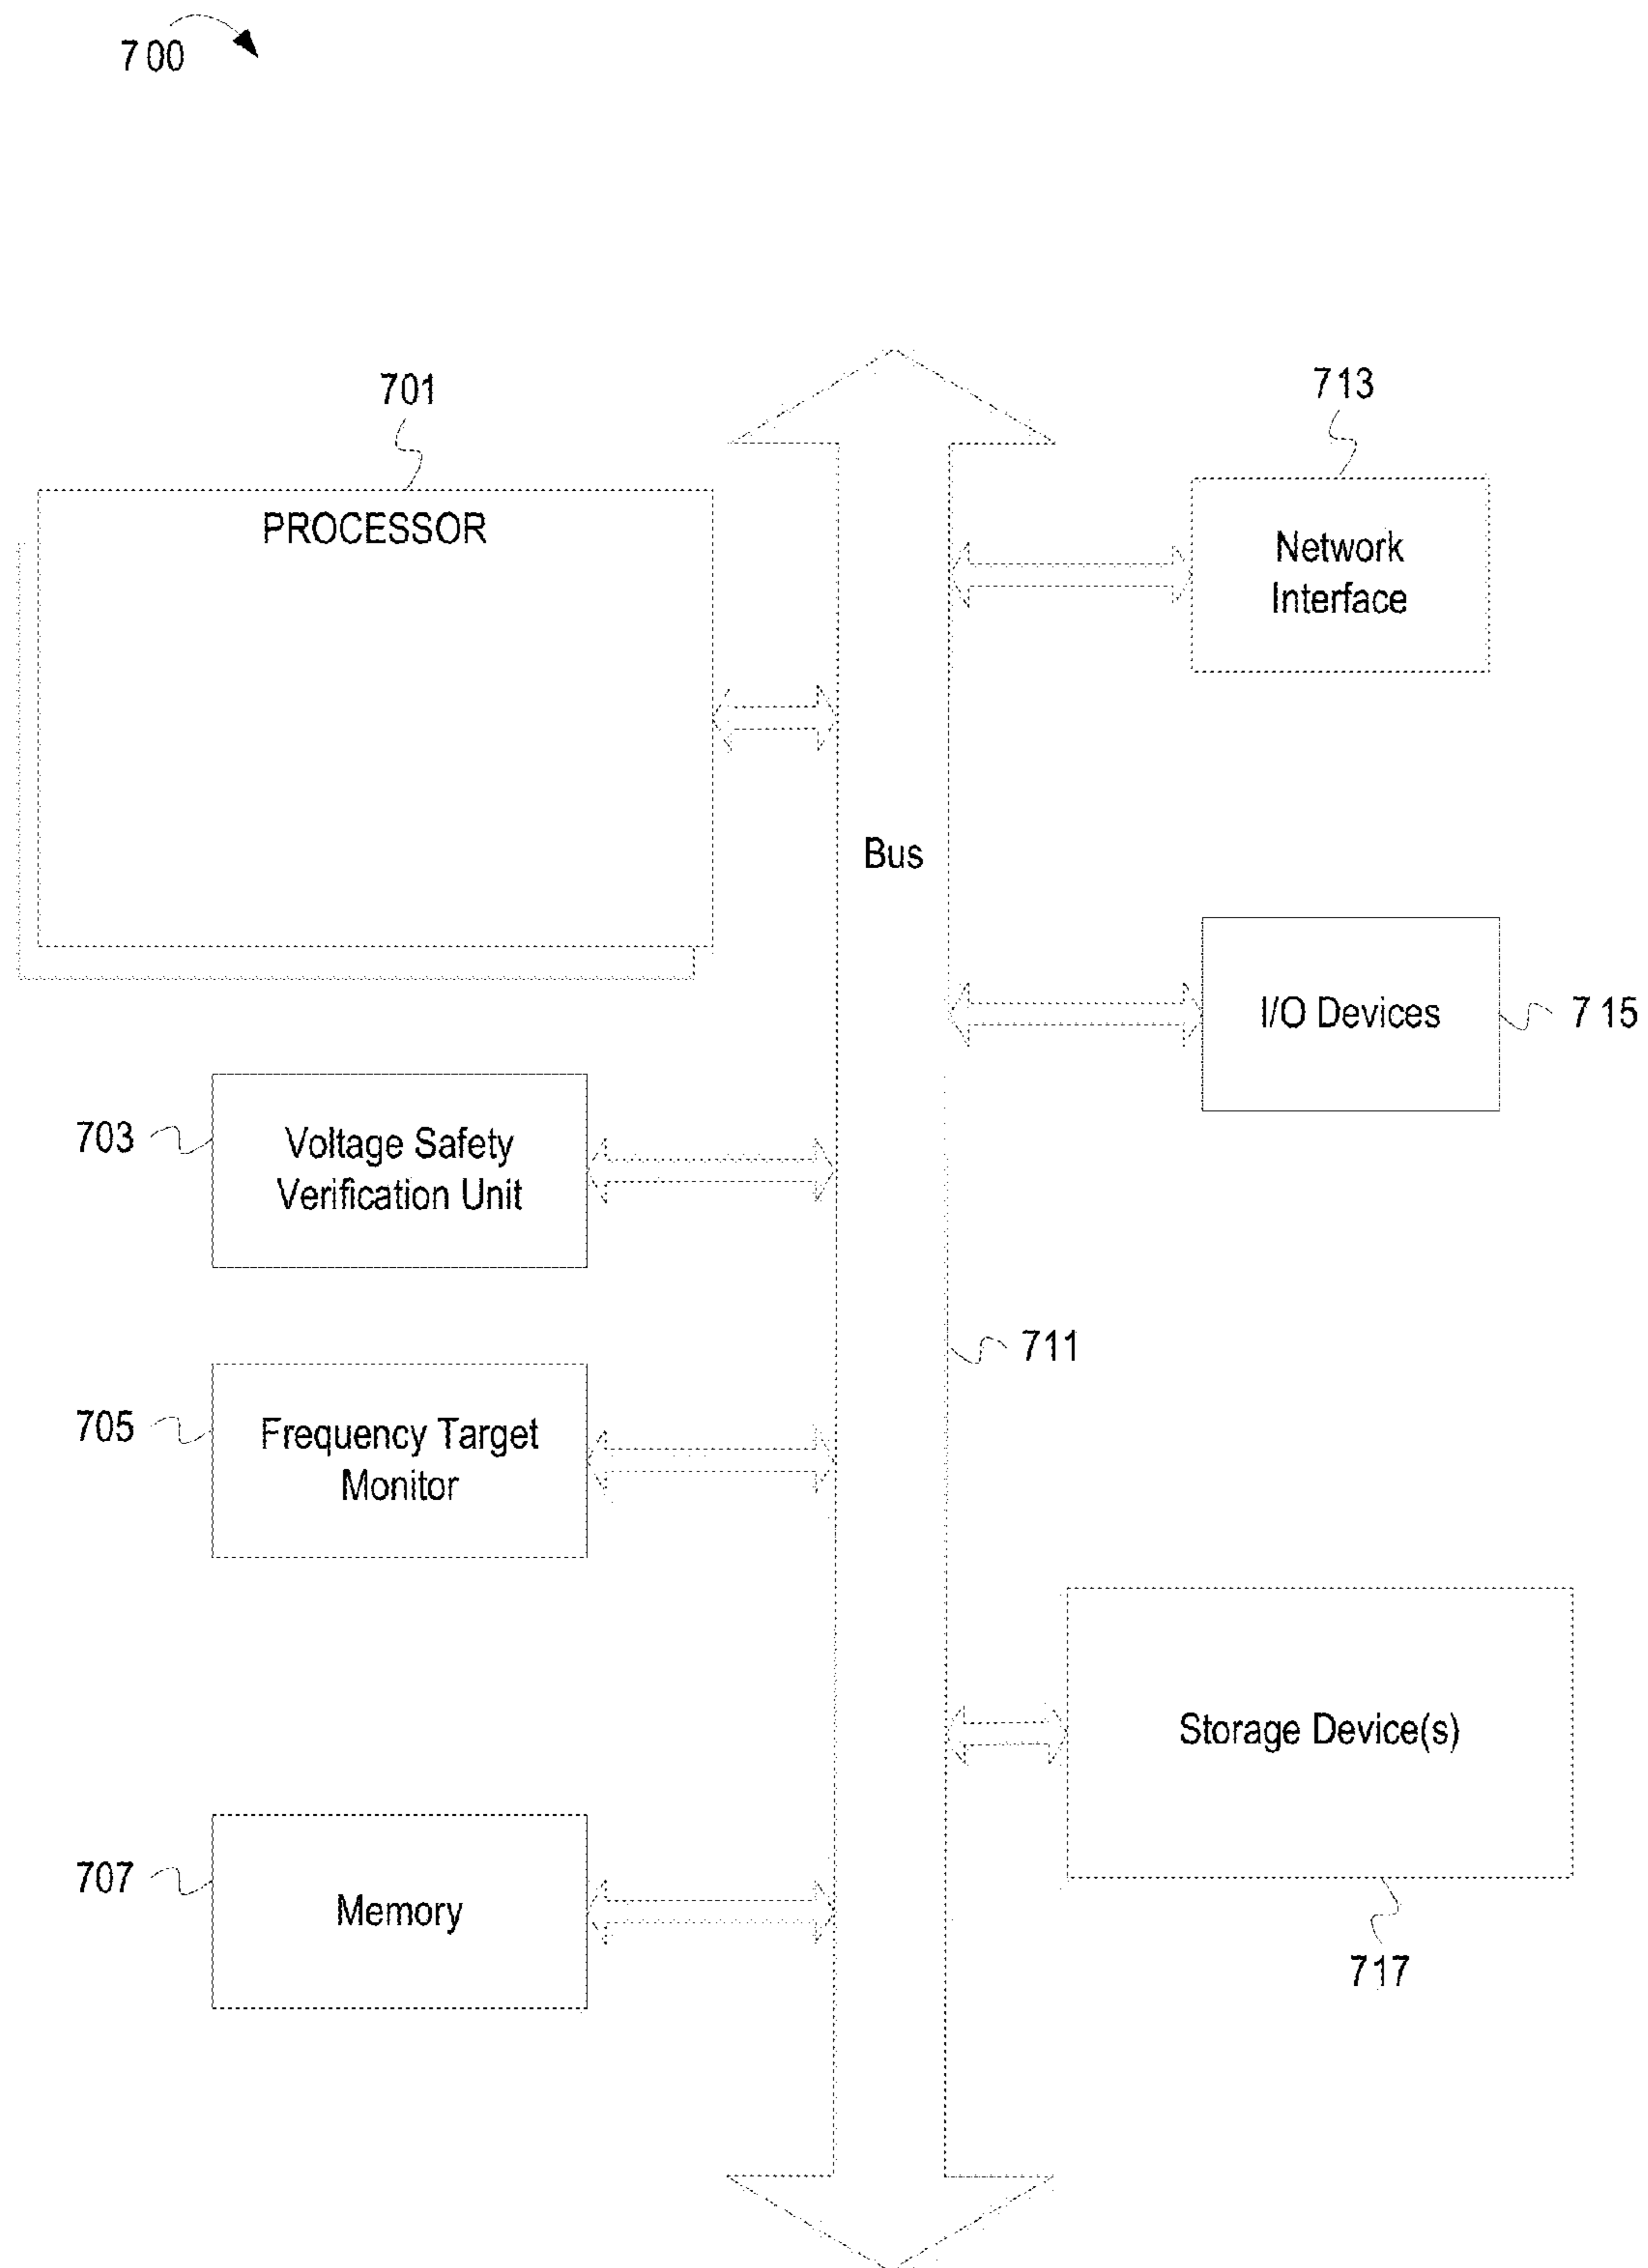 700
701
PROCESSOR
713
Network
Interface
Bus
I/O Devices
715
703
Voltage Safety
Verification Unit
711
705
Frequency Target
Monitor
Storage Device(s)
707
Memory
717